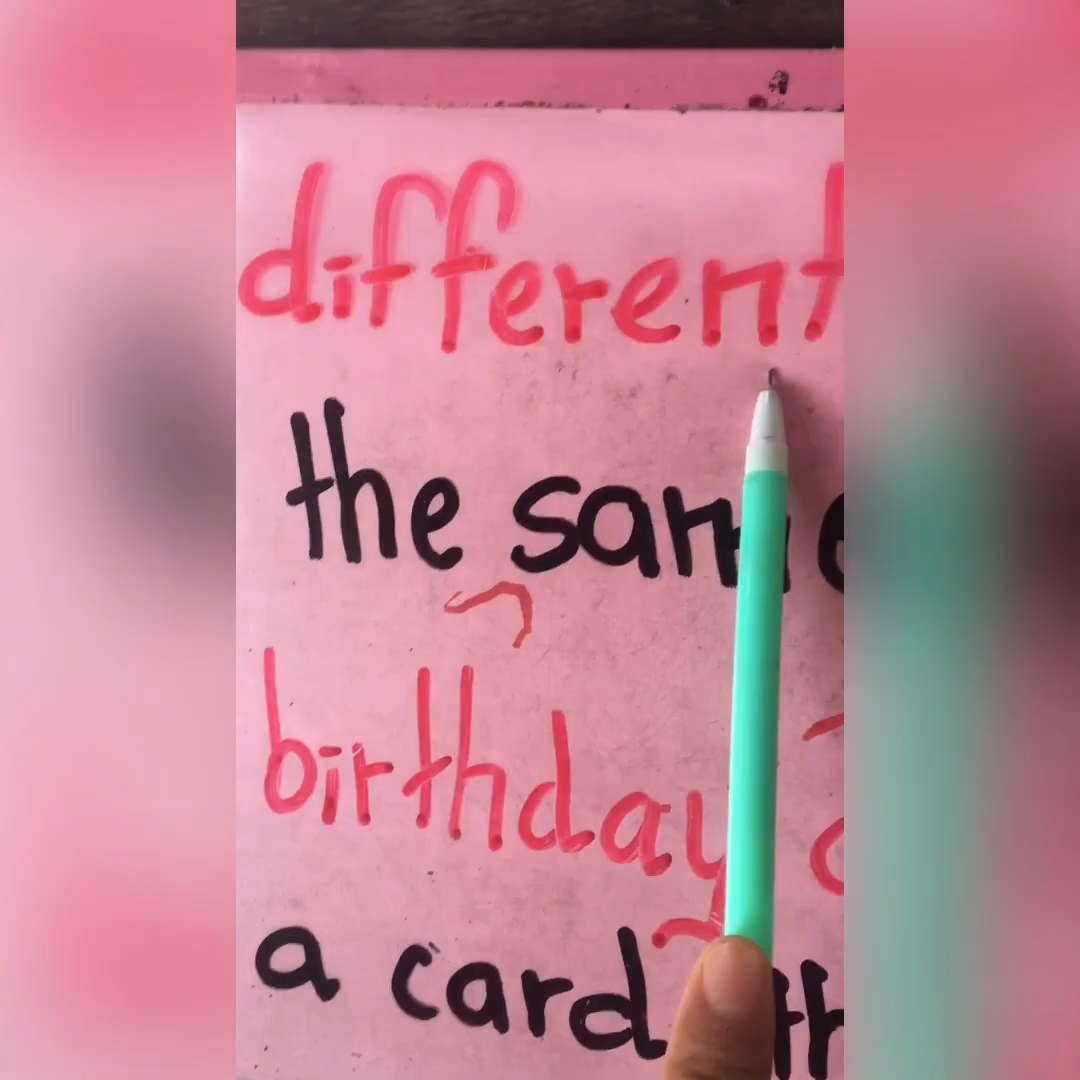 different
the same
birthday
a card